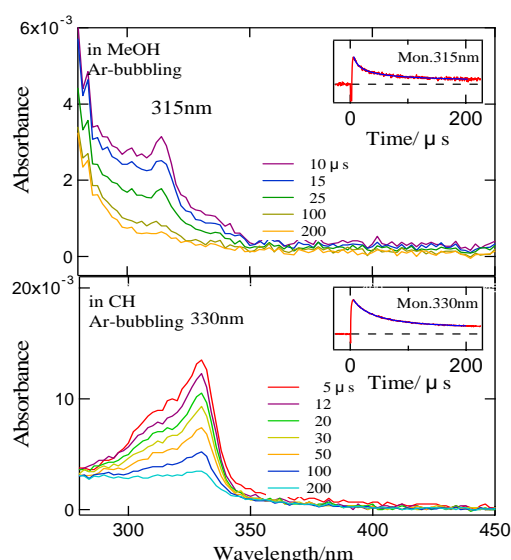 6x10⁻³
in MeOH
Ar-bubbling
315nm
Mon.315nm
0
200
Time/ μ s
10 μ s
15
25
100
200
4
2
0
Absorbance
20x10⁻³
in CH
Ar-bubbling
330nm
Mon.330nm
0
200
Time/ μ s
5 μ s
12
20
30
50
100
200
10
0
Absorbance
300
350
400
450
Wavelength/nm